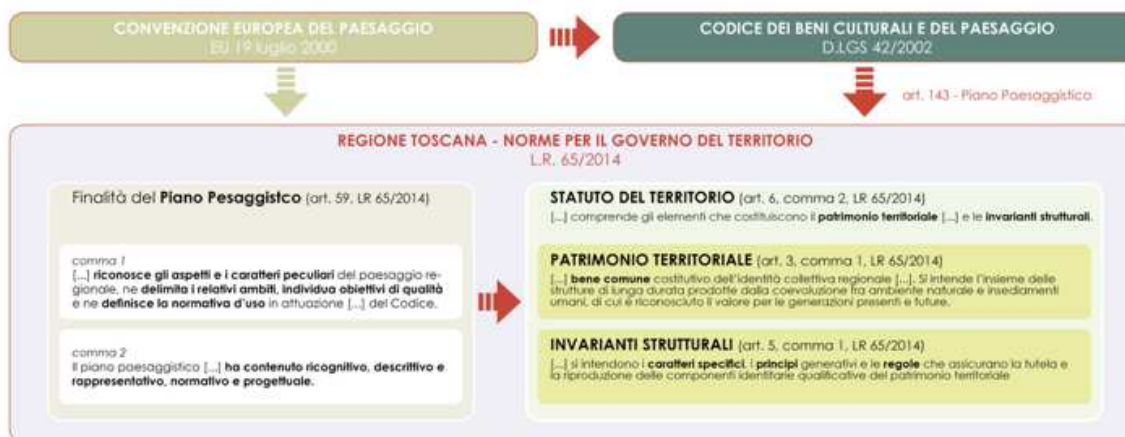 CONVENZIONE EUROPEA DEL PAESAGGIO
EU 19 luglio 2000
CODICE DEI BENI CULTURALI E DEL PAESAGGIO
D.LGS 42/2002
art. 143 - Piano Paesaggistico
REGIONE TOSCANA - NORME PER IL GOVERNO DEL TERRITORIO
L.R. 65/2014
Finalità del Piano Pesaggistco (art. 59, LR 65/2014)
comma 1
[...] riconosce gli aspetti e i caratteri peculiari del paesaggio re-
gionale, ne delimita i relativi ambiti, individua obiettivi di qualità
e ne definisce la normativa d'uso in attuazione [...] del Codice.
comma 2
Il piano paesaggistico [...] ha contenuto ricognitivo, descrittivo e
rappresentativo, normativo e progettuale.
STATUTO DEL TERRITORIO (art. 6, comma 2, LR 65/2014)
[...] comprende gli elementi che costituiscono il patrimonio territoriale [...] e le invarianti strutturali.
PATRIMONIO TERRITORIALE (art. 3, comma 1, LR 65/2014)
[...] bene comune costitutivo dell'identità collettiva regionale [...]. Si intende l'insieme delle
strutture di lunga durata prodotte dalla coevoluzione fra ambiente naturale e insediamenti
umani, di cui è riconosciuto il valore per le generazioni presenti e future.
INVARIANTI STRUTTURALI (art. 5, comma 1, LR 65/2014)
[...] si intendono i caratteri specifici, i principi generativi e le regole che assicurano la tutela e
la riproduzione delle componenti identitarie qualificative del patrimonio territoriale